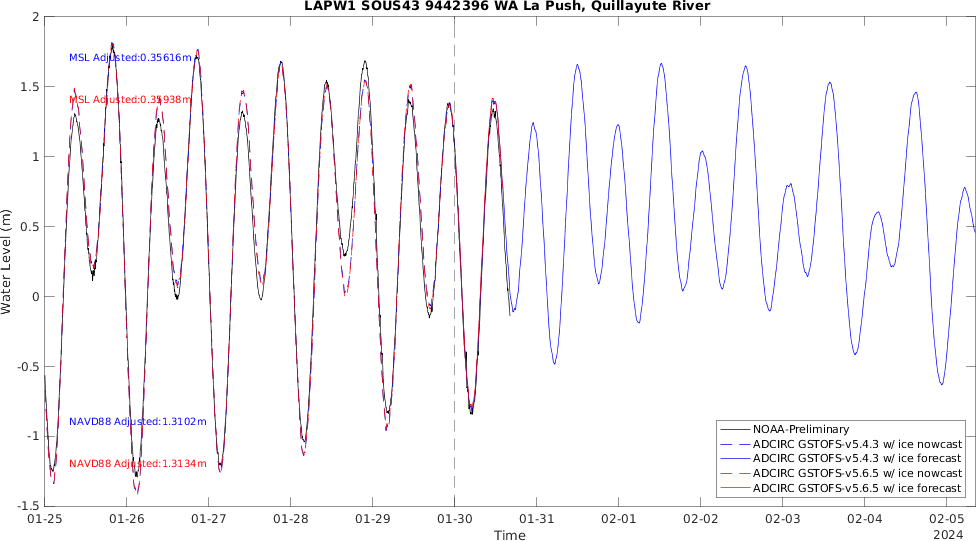 LAPW1 SOUS43 9442396 WA La Push, Quillayute River
2
1.5
1
0.5
0
-0.5
-1
-1.5
Water Level (m)
MSL Adjusted:0.35616m
MSL Adjusted:0.35938m
NAVD88 Adjusted:1.3102m
NAVD88 Adjusted:1.3134m
NOAA-Preliminary
ADCIRC GSTOFS-v5.4.3 w/ ice nowcast
ADCIRC GSTOFS-v5.4.3 w/ ice forecast
ADCIRC GSTOFS-v5.6.5 w/ ice nowcast
ADCIRC GSTOFS-v5.6.5 w/ ice forecast
01-25 01-26 01-27 01-28 01-29 01-30 01-31 02-01 02-02 02-03 02-04 02-05
Time
2024